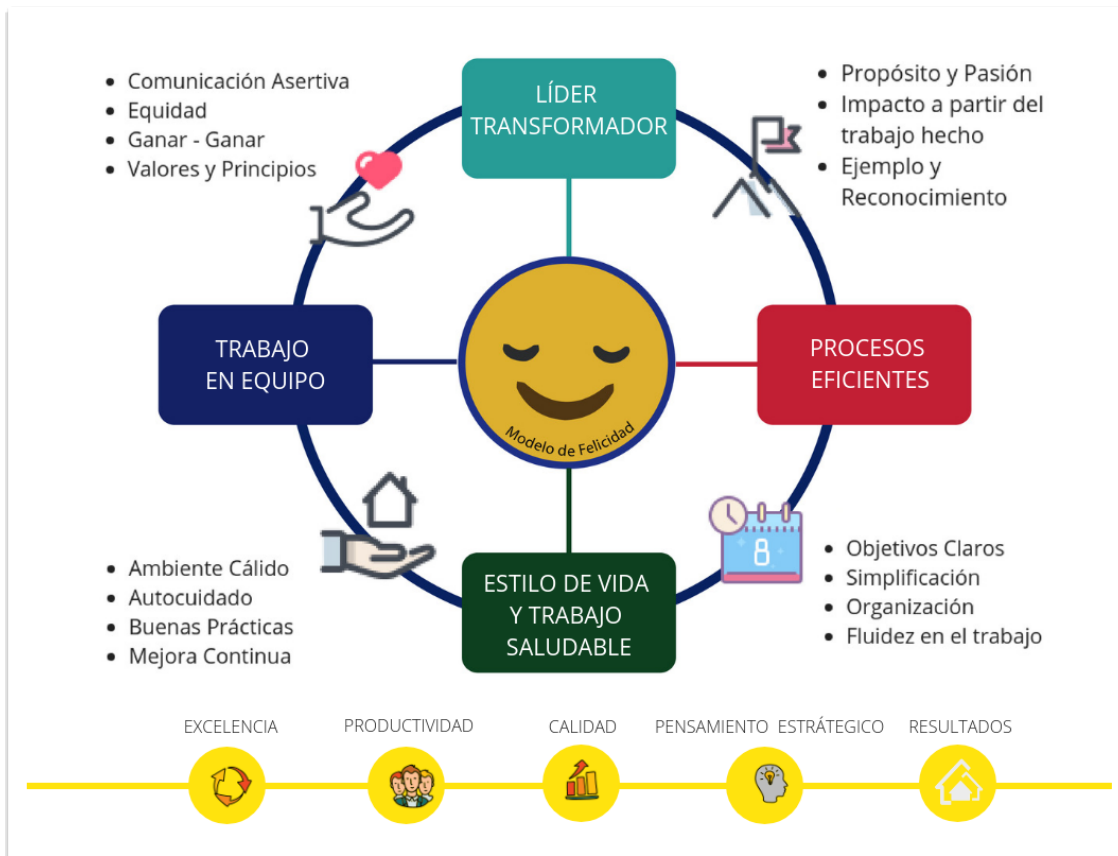 • Comunicación Asertiva
• Equidad
• Ganar - Ganar
• Valores y Principios
LÍDER
TRANSFORMADOR
• Propósito y Pasión
• Impacto a partir del
trabajo hecho
• Ejemplo y
Reconocimiento
TRABAJO
EN EQUIPO
Modelo de Felicidad
PROCESOS
EFICIENTES
• Ambiente Cálido
• Autocuidado
• Buenas Prácticas
• Mejora Continua
ESTILO DE VIDA
Y TRABAJO
SALUDABLE
8
• Objetivos Claros
• Simplificación
• Organización
• Fluidez en el trabajo
EXCELENCIA
PRODUCTIVIDAD
CALIDAD
PENSAMIENTO ESTRÁTEGICO
RESULTADOS